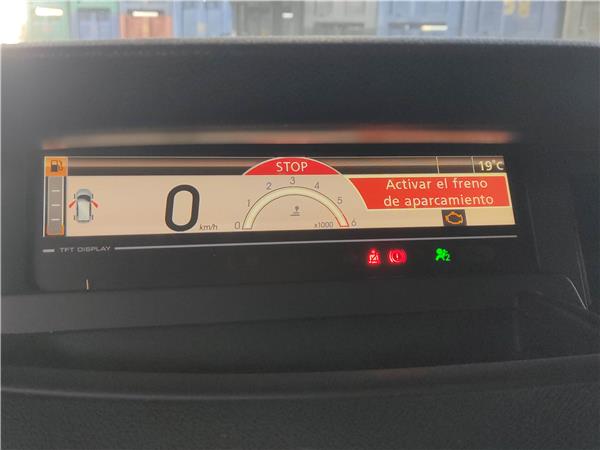 STOP
19°C
Activar el freno
de aparcamiento
0
km/h
0 1 2 3 4 5 6
x1000
TFT DISPLAY
2